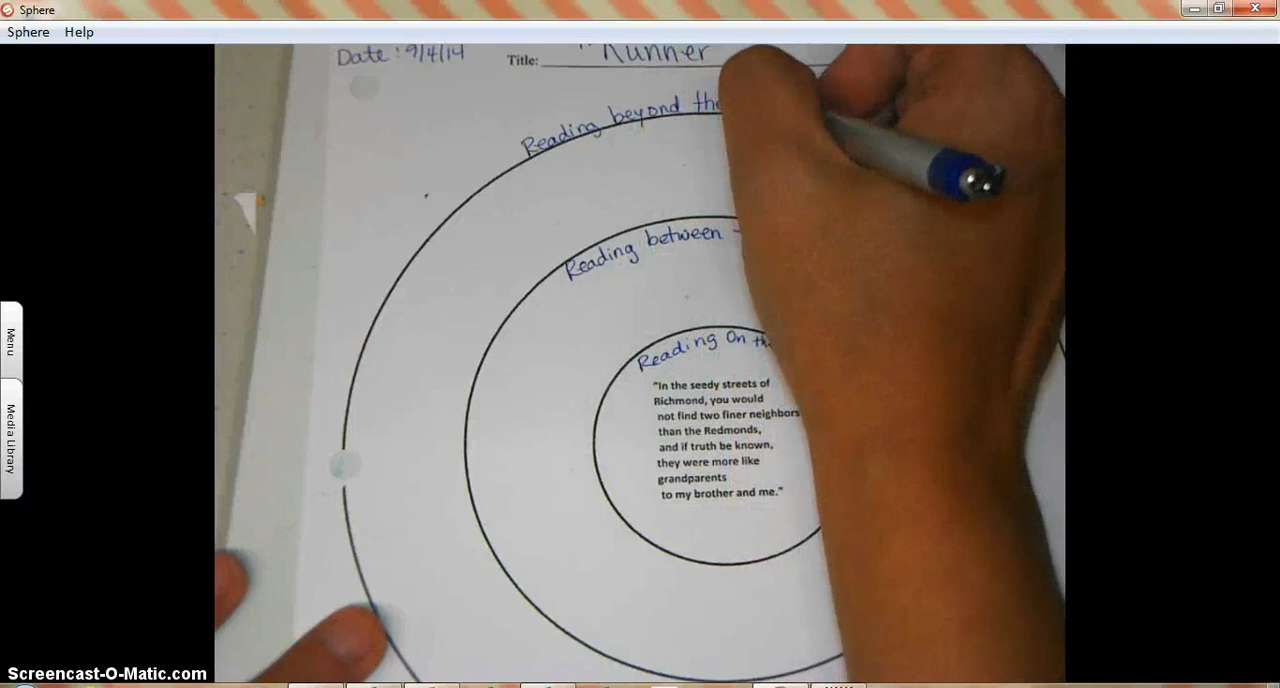 Sphere
Sphere Help
Date: 9/4/14
Title: Runner
Reading beyond the
Reading between
Reading On
"In the seedy streets of
Richmond, you would
not find two finer neighbors
than the Redmonds,
and if truth be known,
they were more like
grandparents
to my brother and me."
Menu
Media Library
Screencast-O-Matic.com